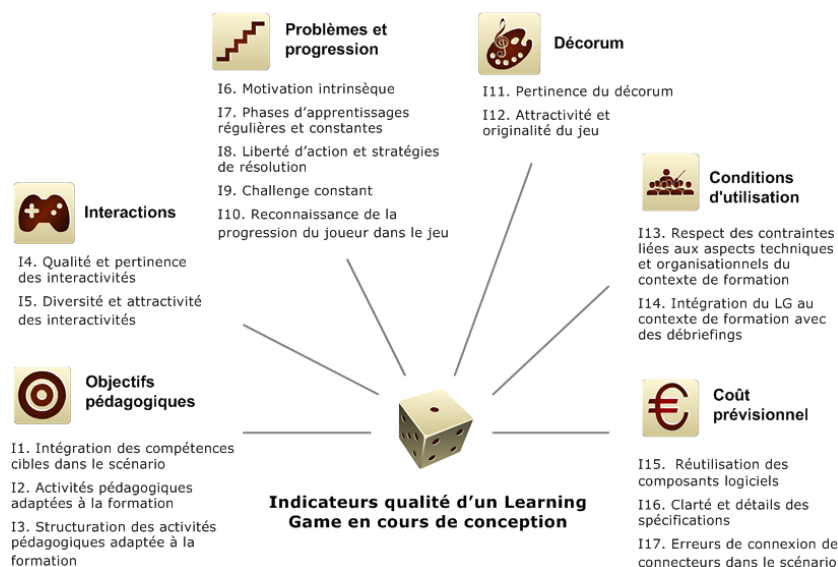 Problèmes et
progression
I6. Motivation intrinsèque
I7. Phases d'apprentissages
régulières et constantes
I8. Liberté d'action et stratégies
de résolution
I9. Challenge constant
I10. Reconnaissance de la
progression du joueur dans le jeu
Décorum
I11. Pertinence du décorum
I12. Attractivité et
originalité du jeu
Interactions
I4. Qualité et pertinence
des interactivités
I5. Diversité et attractivité
des interactivités
Conditions
d'utilisation
I13. Respect des contraintes
liées aux aspects techniques
et organisationnels du
contexte de formation
I14. Intégration du LG au
contexte de formation avec
des débriefings
Objectifs
pédagogiques
I1. Intégration des compétences
cibles dans le scénario
I2. Activités pédagogiques
adaptées à la formation
I3. Structuration des activités
pédagogiques adaptée à la
formation
Coût
prévisionnel
I15. Réutilisation des
composants logiciels
I16. Clarté et détails des
spécifications
I17. Erreurs de connexion de
connecteurs dans le scénario
Indicateurs qualité d'un Learning
Game en cours de conception